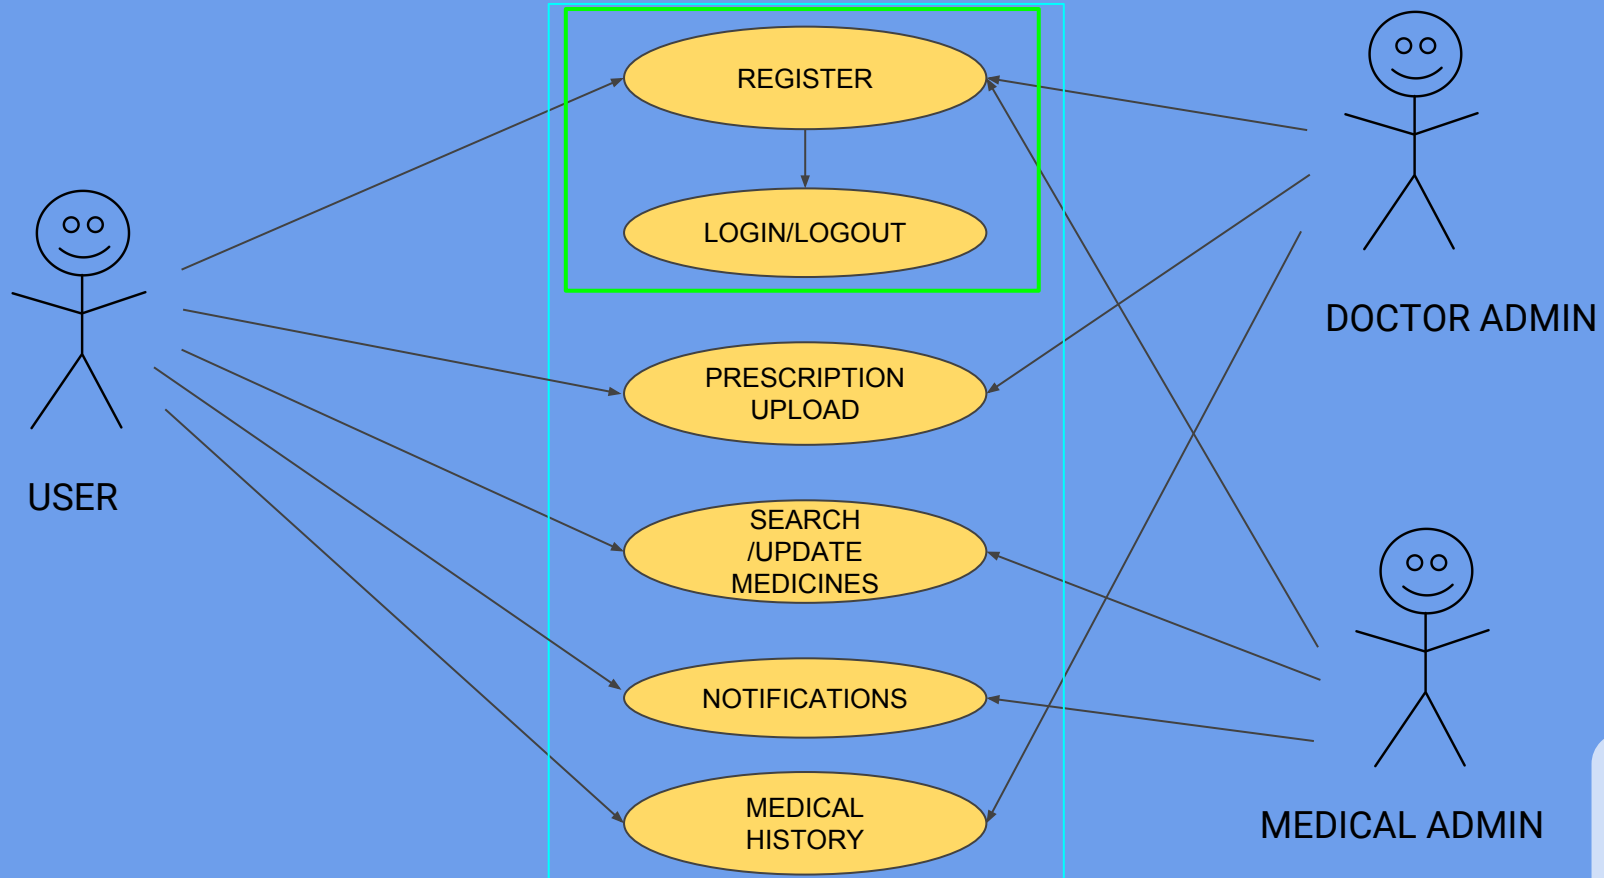 REGISTER
LOGIN/LOGOUT
DOCTOR ADMIN
PRESCRIPTION
UPLOAD
USER
SEARCH
/UPDATE
MEDICINES
NOTIFICATIONS
MEDICAL
HISTORY
MEDICAL ADMIN